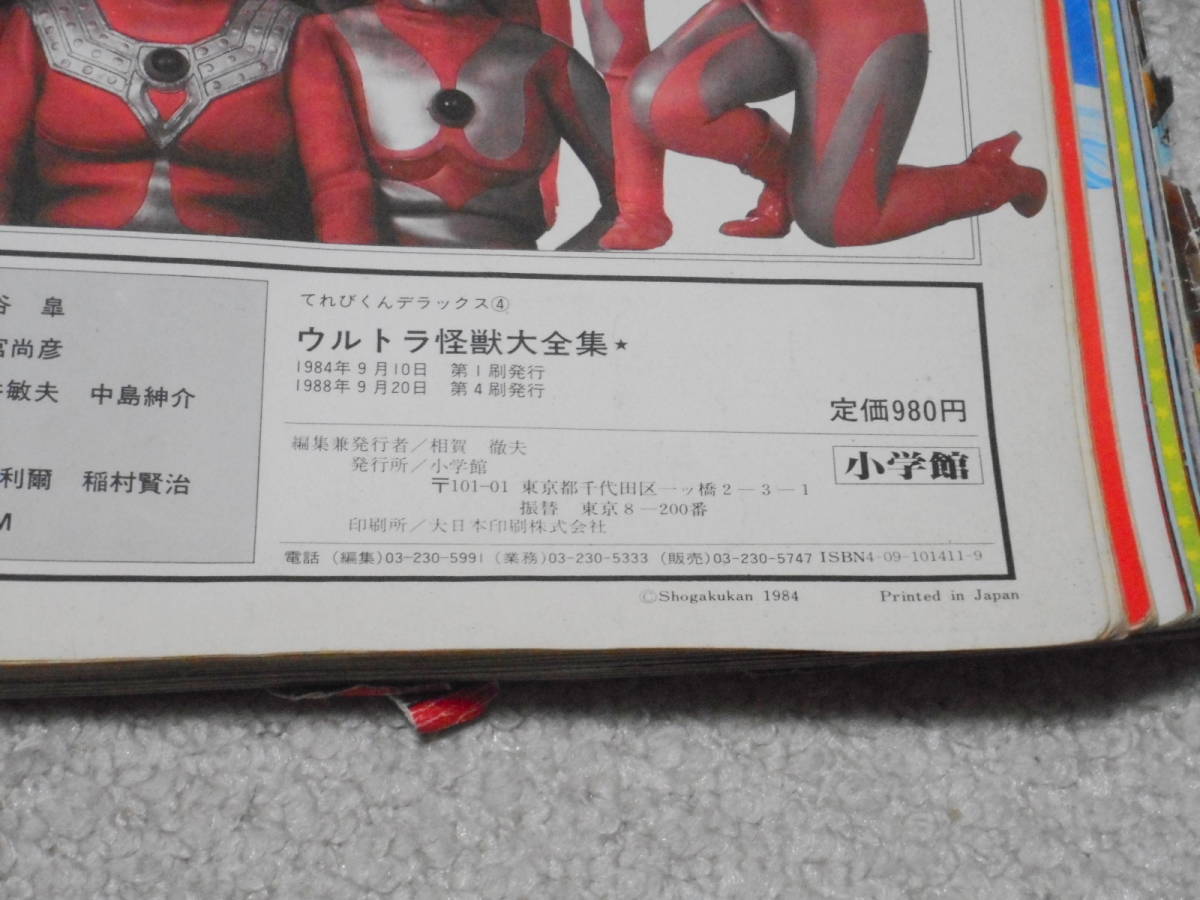 谷 皐
宮尚彦
敏夫 中島紳介
利爾 稲村賢治
M
てれびくんデラックス④
ウルトラ怪獣大全集★
1984年9月10日 第1刷発行
1988年9月20日 第4刷発行
定価980円
編集兼発行者/相賀 徹夫
発行所/小学館
〒101-01 東京都千代田区一ッ橋2-3-1
振替 東京8-200番
印刷所/大日本印刷株式会社
小学館
電話 (編集)03-230-5991 (業務)03-230-5333 (販売)03-230-5747 ISBN4-09-101411-9
©Shogakukan 1984 Printed in Japan